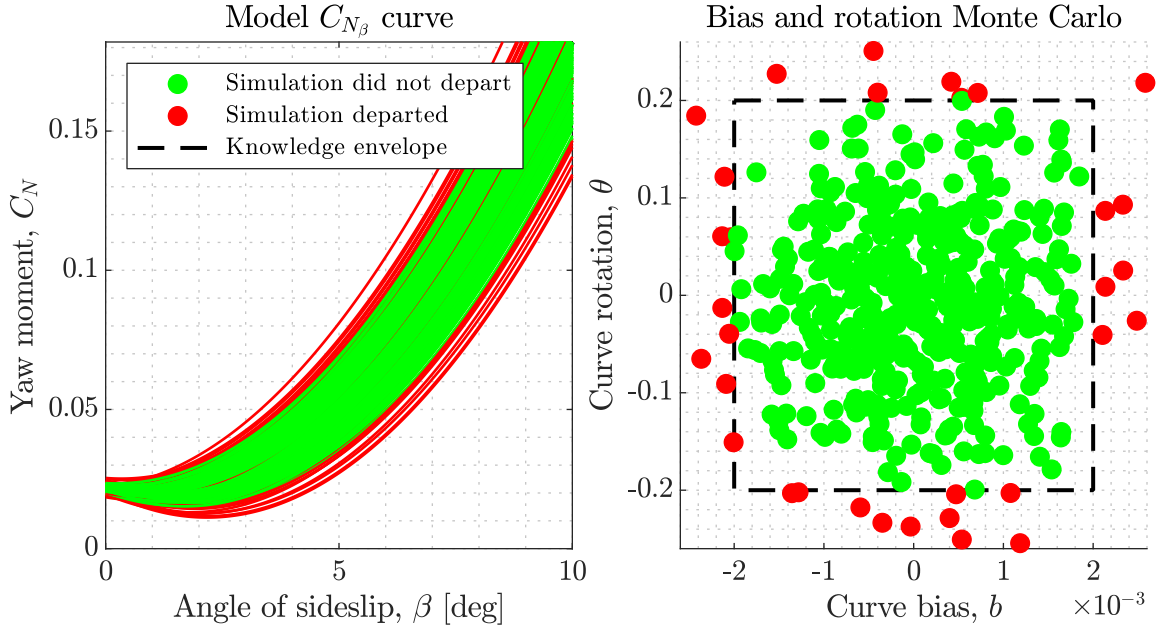 Model $C_{N_\beta}$ curve
Simulation did not depart
Simulation departed
Knowledge envelope
Yaw moment, $C_N$
0.15
0.1
0.05
0
0
5
10
Angle of sideslip, β [deg]
Bias and rotation Monte Carlo
Curve rotation, θ
0.2
0.1
0
-0.1
-0.2
-2
-1
0
1
2
×10⁻³
Curve bias, b